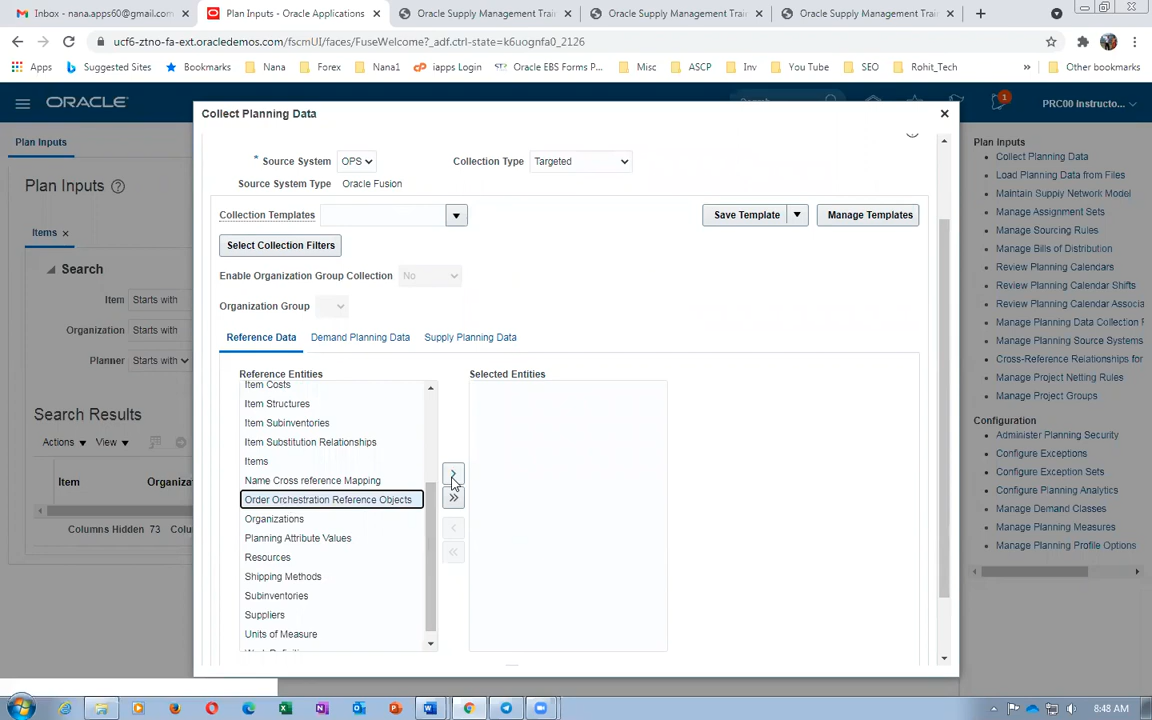 Inbox - nana.apps60@gmail.com
Plan Inputs - Oracle Applications
Oracle Supply Management Trai
Oracle Supply Management Trai
Oracle Supply Management Trai
ucf6-ztno-fa-ext.oracledemos.com/fscmUI/faces/FuseWelcome?_adf.ctrl-state=k6uognfa0_2126
Apps Suggested Sites Bookmarks Nana Forex Nana1 iapps Login Oracle EBS Forms P... Misc ASCP Inv You Tube SEO Rohit_Tech » Other bookmarks
ORACLE 1 PRC00 Instructo...
Collect Planning Data
Plan Inputs
Plan Inputs
Items
Search
Item Starts with
Organization Starts with
Planner Starts with
Search Results
Actions View
Item Organiza
Columns Hidden 73 Colu
* Source System OPS Collection Type Targeted
Source System Type Oracle Fusion
Collection Templates Save Template Manage Templates
Select Collection Filters
Enable Organization Group Collection No
Organization Group
Reference Data Demand Planning Data Supply Planning Data
Reference Entities Selected Entities
Item Costs
Item Structures
Item Subinventories
Item Substitution Relationships
Items
Name Cross reference Mapping
Order Orchestration Reference Objects
Organizations
Planning Attribute Values
Resources
Shipping Methods
Subinventories
Suppliers
Units of Measure
Plan Inputs
Collect Planning Data
Load Planning Data from Files
Maintain Supply Network Model
Manage Assignment Sets
Manage Sourcing Rules
Manage Bills of Distribution
Review Planning Calendars
Review Planning Calendar Shifts
Review Planning Calendar Associa
Manage Planning Data Collection F
Manage Planning Source Systems
Cross-Reference Relationships for
Manage Project Netting Rules
Manage Project Groups
Configuration
Administer Planning Security
Configure Exceptions
Configure Exception Sets
Configure Planning Analytics
Manage Demand Classes
Manage Planning Measures
Manage Planning Profile Options
8:48 AM